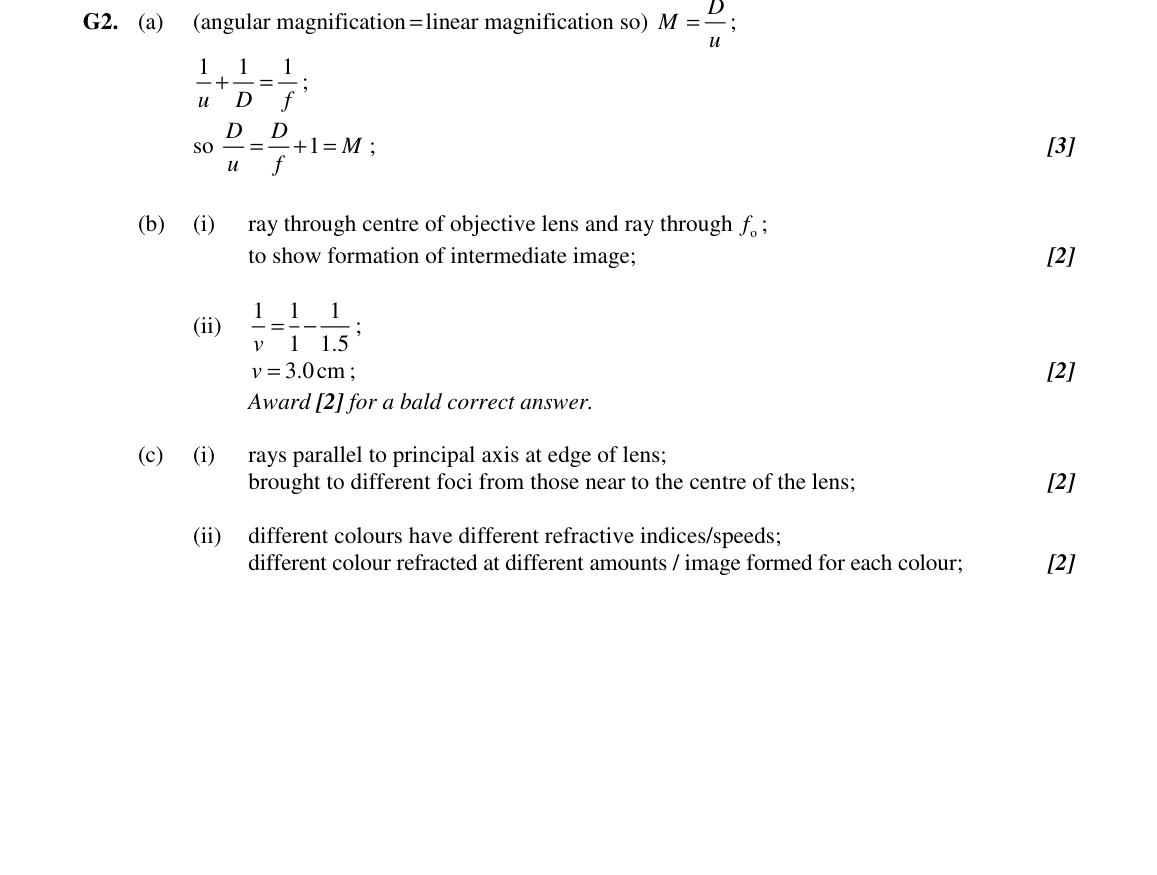 G2. (a) (angular magnification = linear magnification so) M = D/u ;
1/u + 1/D = 1/f ;
so D/u = D/f + 1 = M ; [3]
(b) (i) ray through centre of objective lens and ray through fₒ ;
to show formation of intermediate image; [2]
(ii) 1/v = 1/1 − 1/1.5 ;
v = 3.0 cm ; [2]
Award [2] for a bald correct answer.
(c) (i) rays parallel to principal axis at edge of lens;
brought to different foci from those near to the centre of the lens; [2]
(ii) different colours have different refractive indices/speeds;
different colour refracted at different amounts / image formed for each colour; [2]